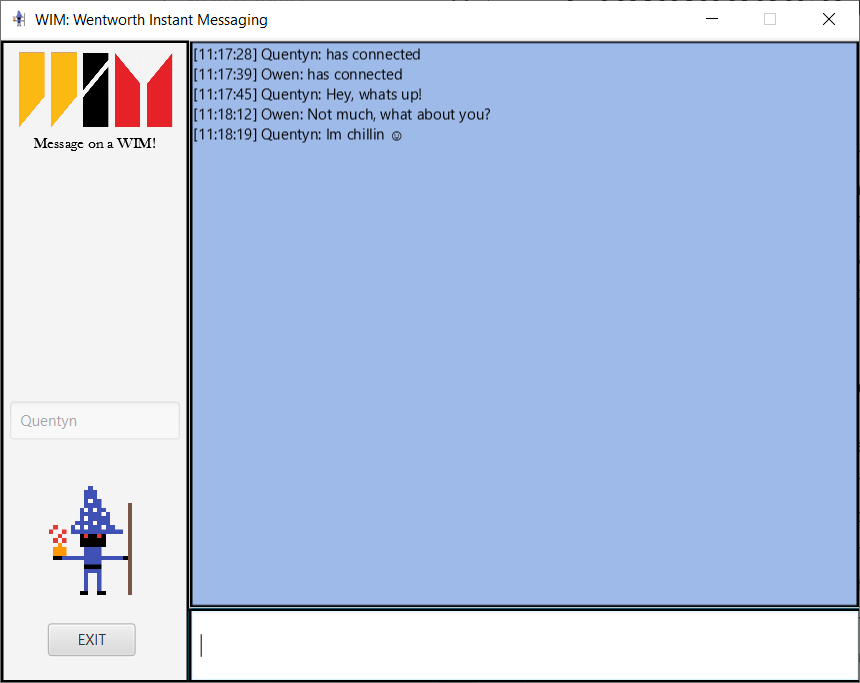 WIM: Wentworth Instant Messaging
WIM
Message on a WIM!
Quentyn
EXIT
[11:17:28] Quentyn: has connected
[11:17:39] Owen: has connected
[11:17:45] Quentyn: Hey, whats up!
[11:18:12] Owen: Not much, what about you?
[11:18:19] Quentyn: Im chillin ☺